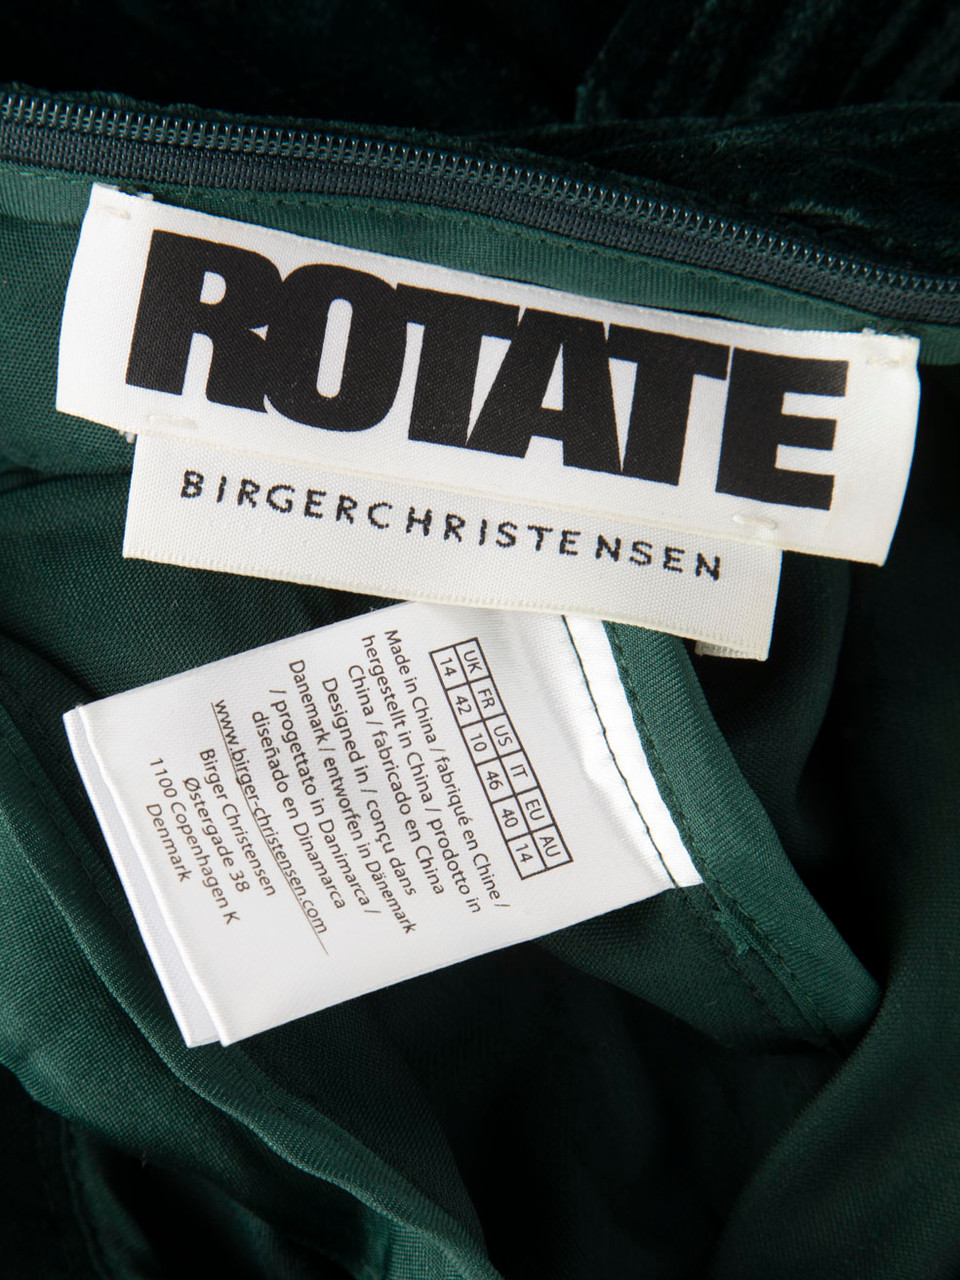 ROTATE
BIRGERCHRISTENSEN
UK FR US IT EU AU
14 42 10 46 40 14
Made in China / fabriqué en Chine /
hergestellt in China / prodotto in
China / fabricado en China
Designed in / conçu dans
Danemark / entworfen in Dänemark
/ progettato in Danimarca /
diseñado en Dinamarca
www.birger-christensen.com
Birger Christensen
Østergade 38
1100 Copenhagen K
Denmark